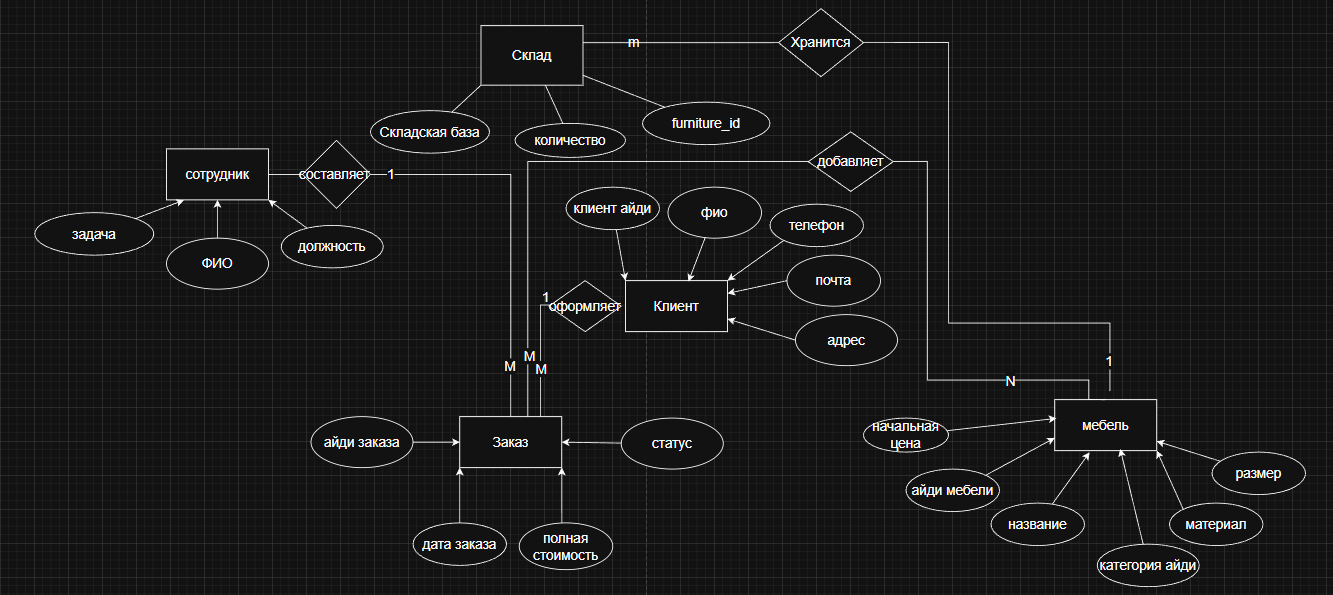 Склад
m
Хранится
Складская база
количество
furniture_id
сотрудник
составляет
1
добавляет
задача
ФИО
должность
клиент айди
фио
телефон
почта
адрес
Клиент
1
оформляет
M
M
M
N
1
айди заказа
Заказ
статус
дата заказа
полная
стоимость
начальная
цена
мебель
айди мебели
название
категория айди
материал
размер